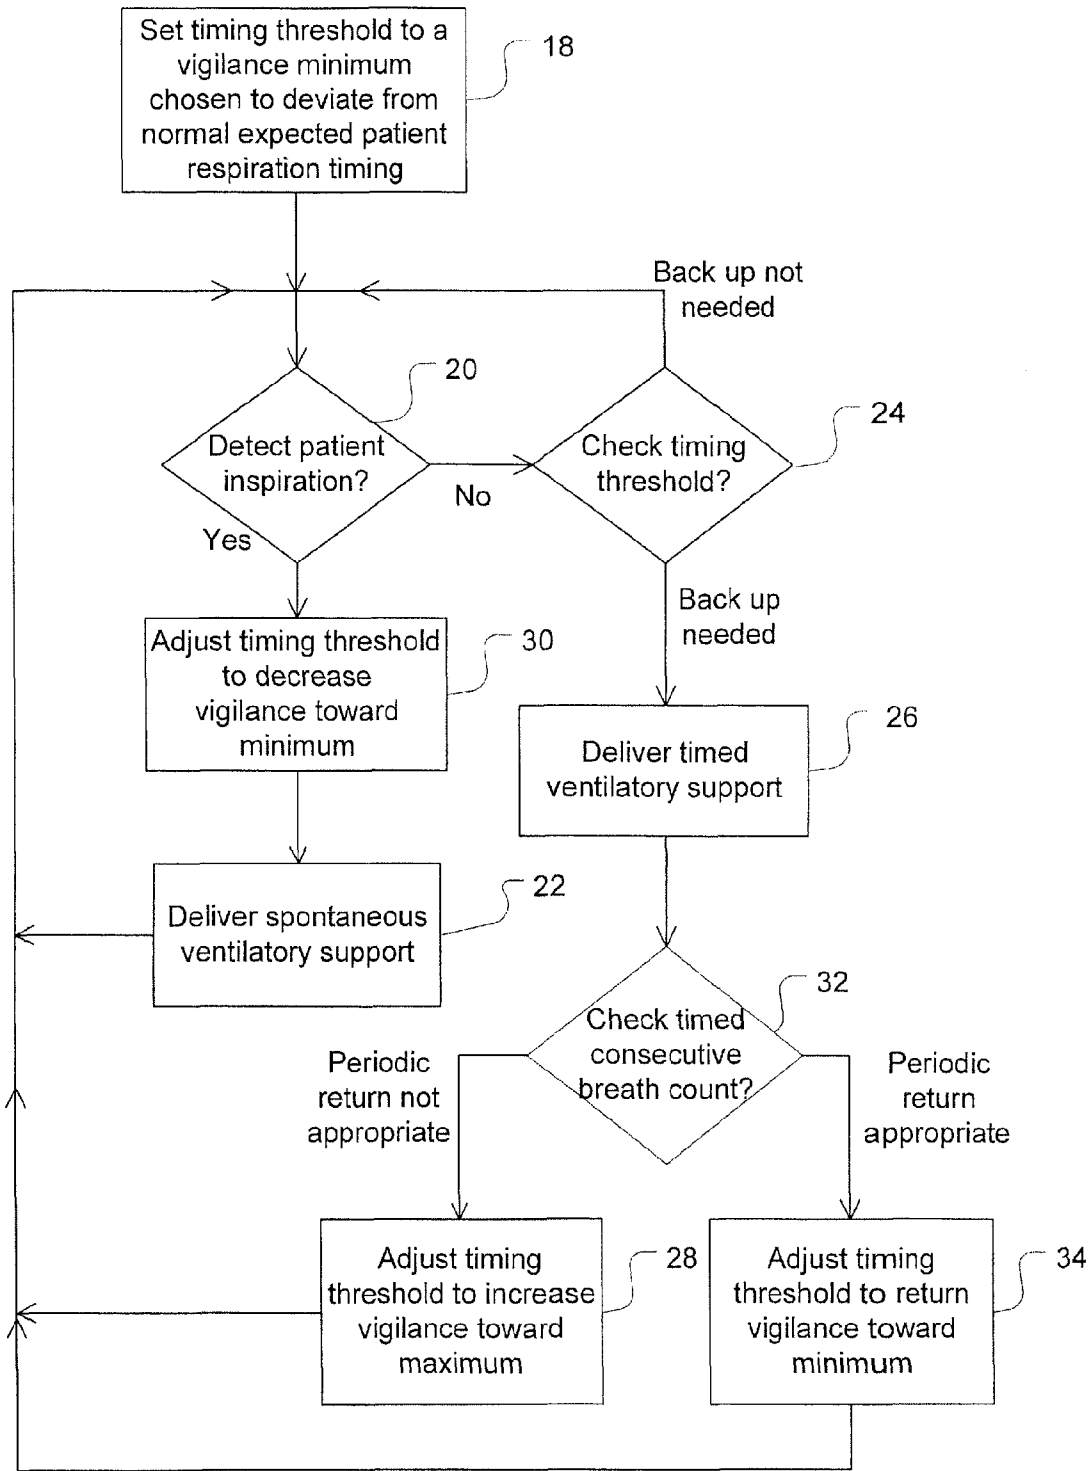 Set timing threshold to a
vigilance minimum
chosen to deviate from
normal expected patient
respiration timing
18
Back up not
needed
20
Detect patient
inspiration?
No
Yes
24
Check timing
threshold?
Back up
needed
30
Adjust timing threshold
to decrease
vigilance toward
minimum
26
Deliver timed
ventilatory support
22
Deliver spontaneous
ventilatory support
32
Check timed
consecutive
breath count?
Periodic
return not
appropriate
Periodic
return
appropriate
28
Adjust timing
threshold to increase
vigilance toward
maximum
34
Adjust timing
threshold to return
vigilance toward
minimum